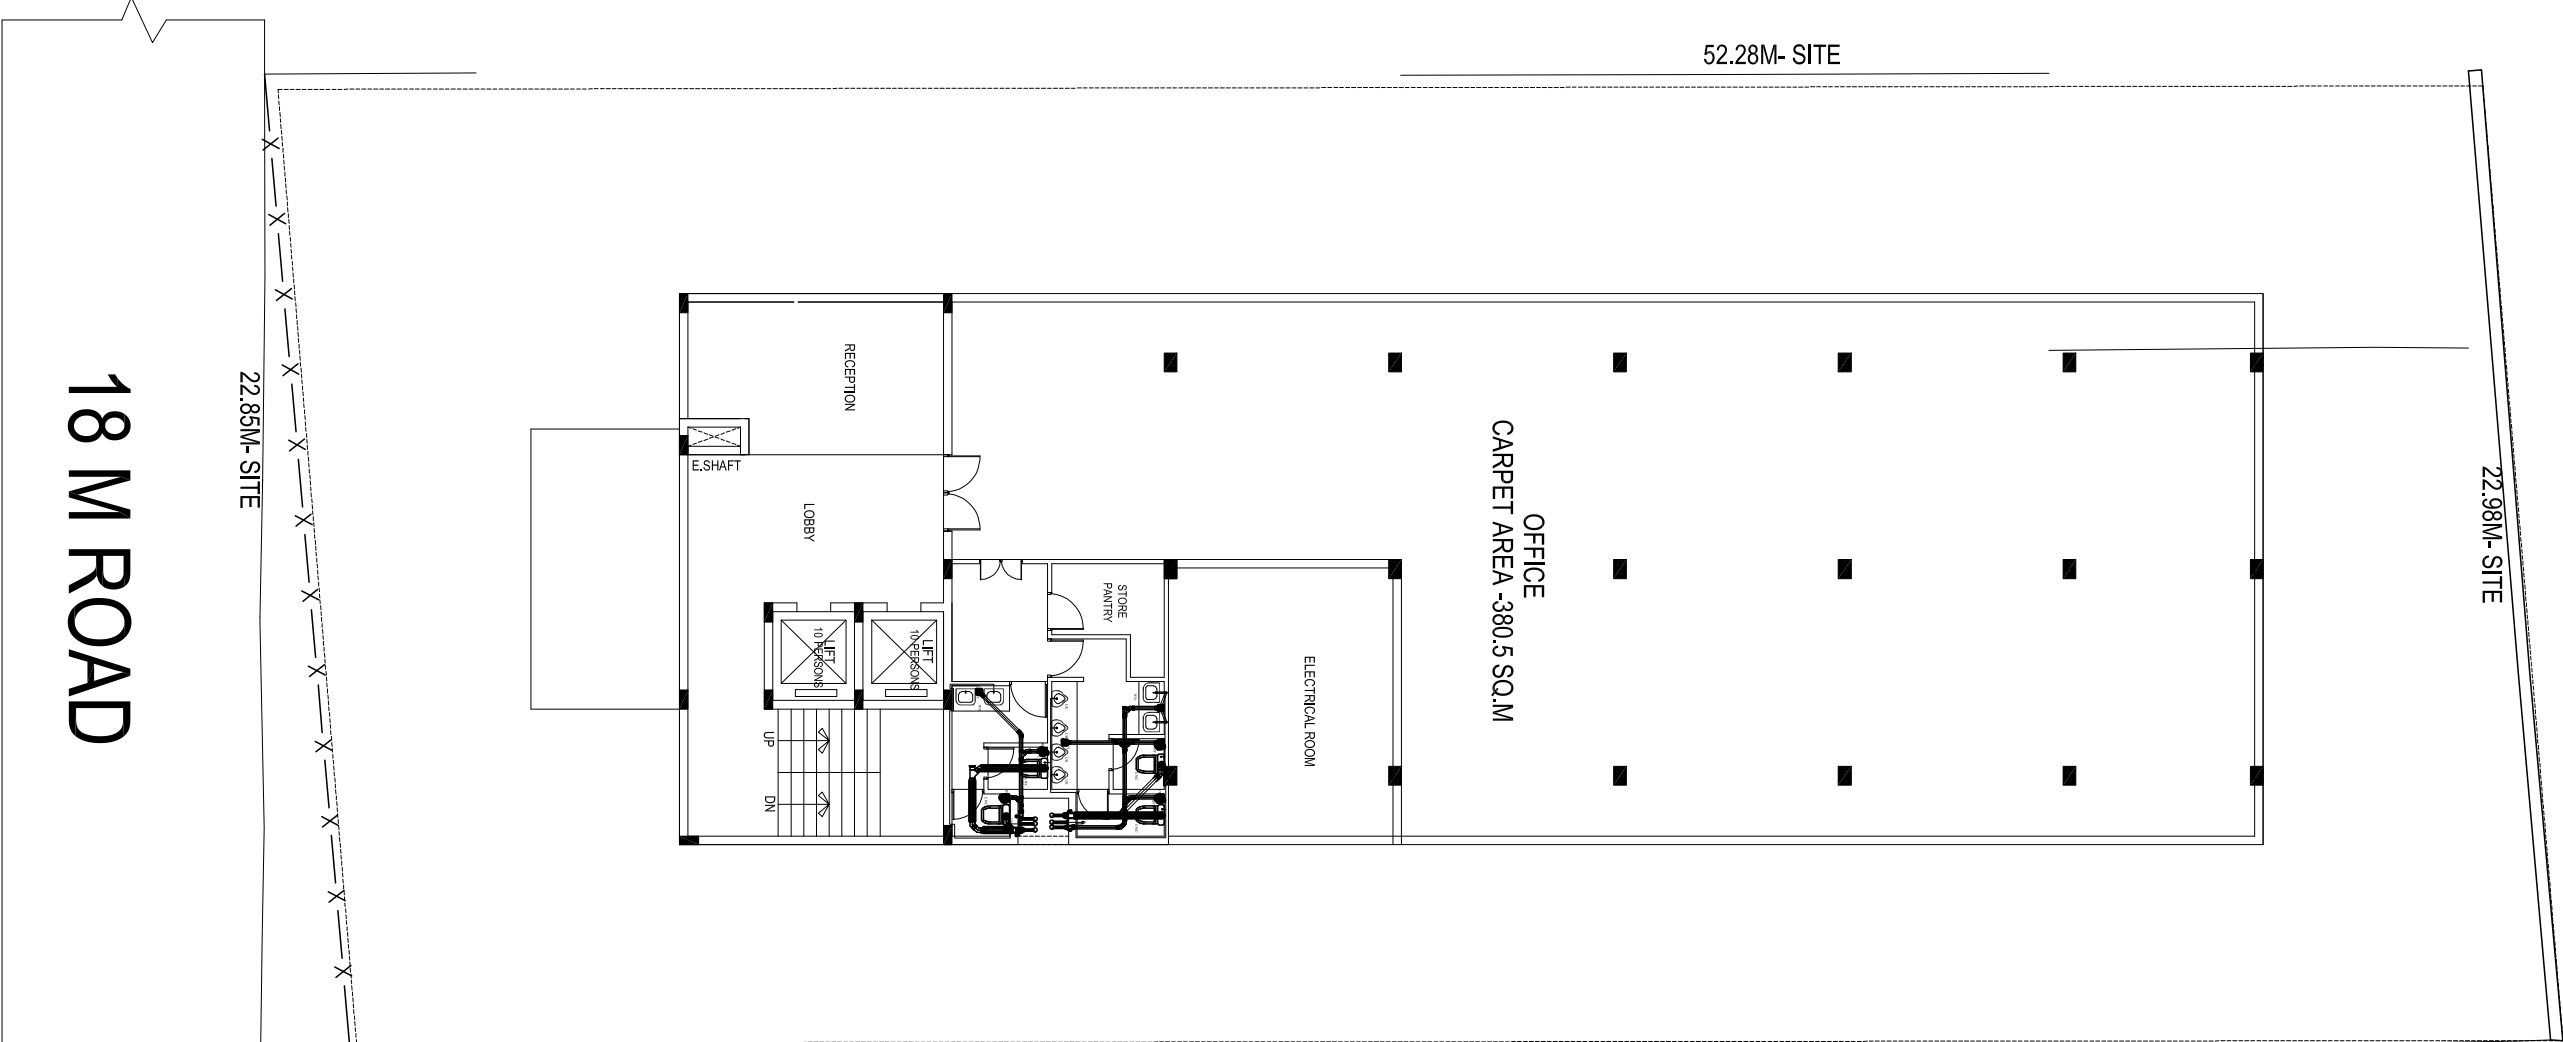 52.28M- SITE
18 M ROAD
22.85M- SITE
RECEPTION
E.SHAFT
LOBBY
LIFT
10 PERSONS
LIFT
10 PERSONS
UP
DN
STORE
PANTRY
ELECTRICAL ROOM
OFFICE
CARPET AREA -380.5 SQ.M
22.98M- SITE